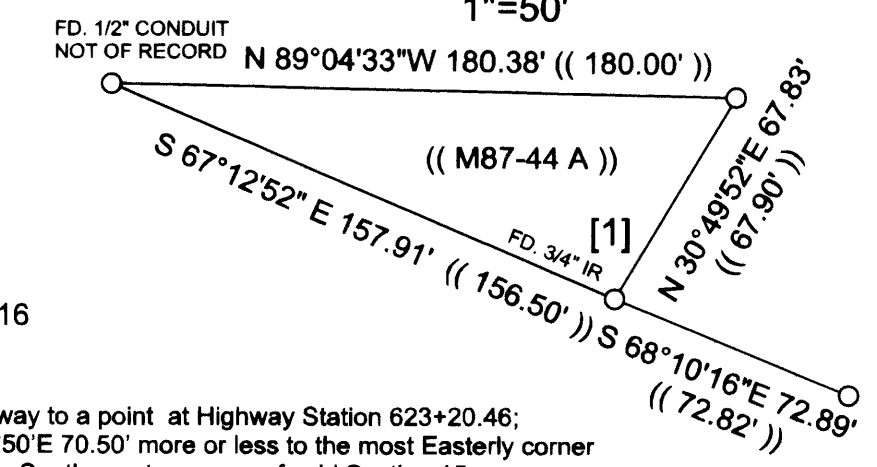 1"=50'
FD. 1/2" CONDUIT
NOT OF RECORD
N 89°04'33"W 180.38' (( 180.00' ))
S 67°12'52" E 157.91' (( 156.50' ))
(( M87-44 A ))
[1]
FD. 3/4" IR
N 30°49'52"E 67.83'
(( 67.90' ))
S 68°10'16"E 72.89'
(( 72.82' ))
16
way to a point at Highway Station 623+20.46;
50'E 70.50' more or less to the most Easterly corner